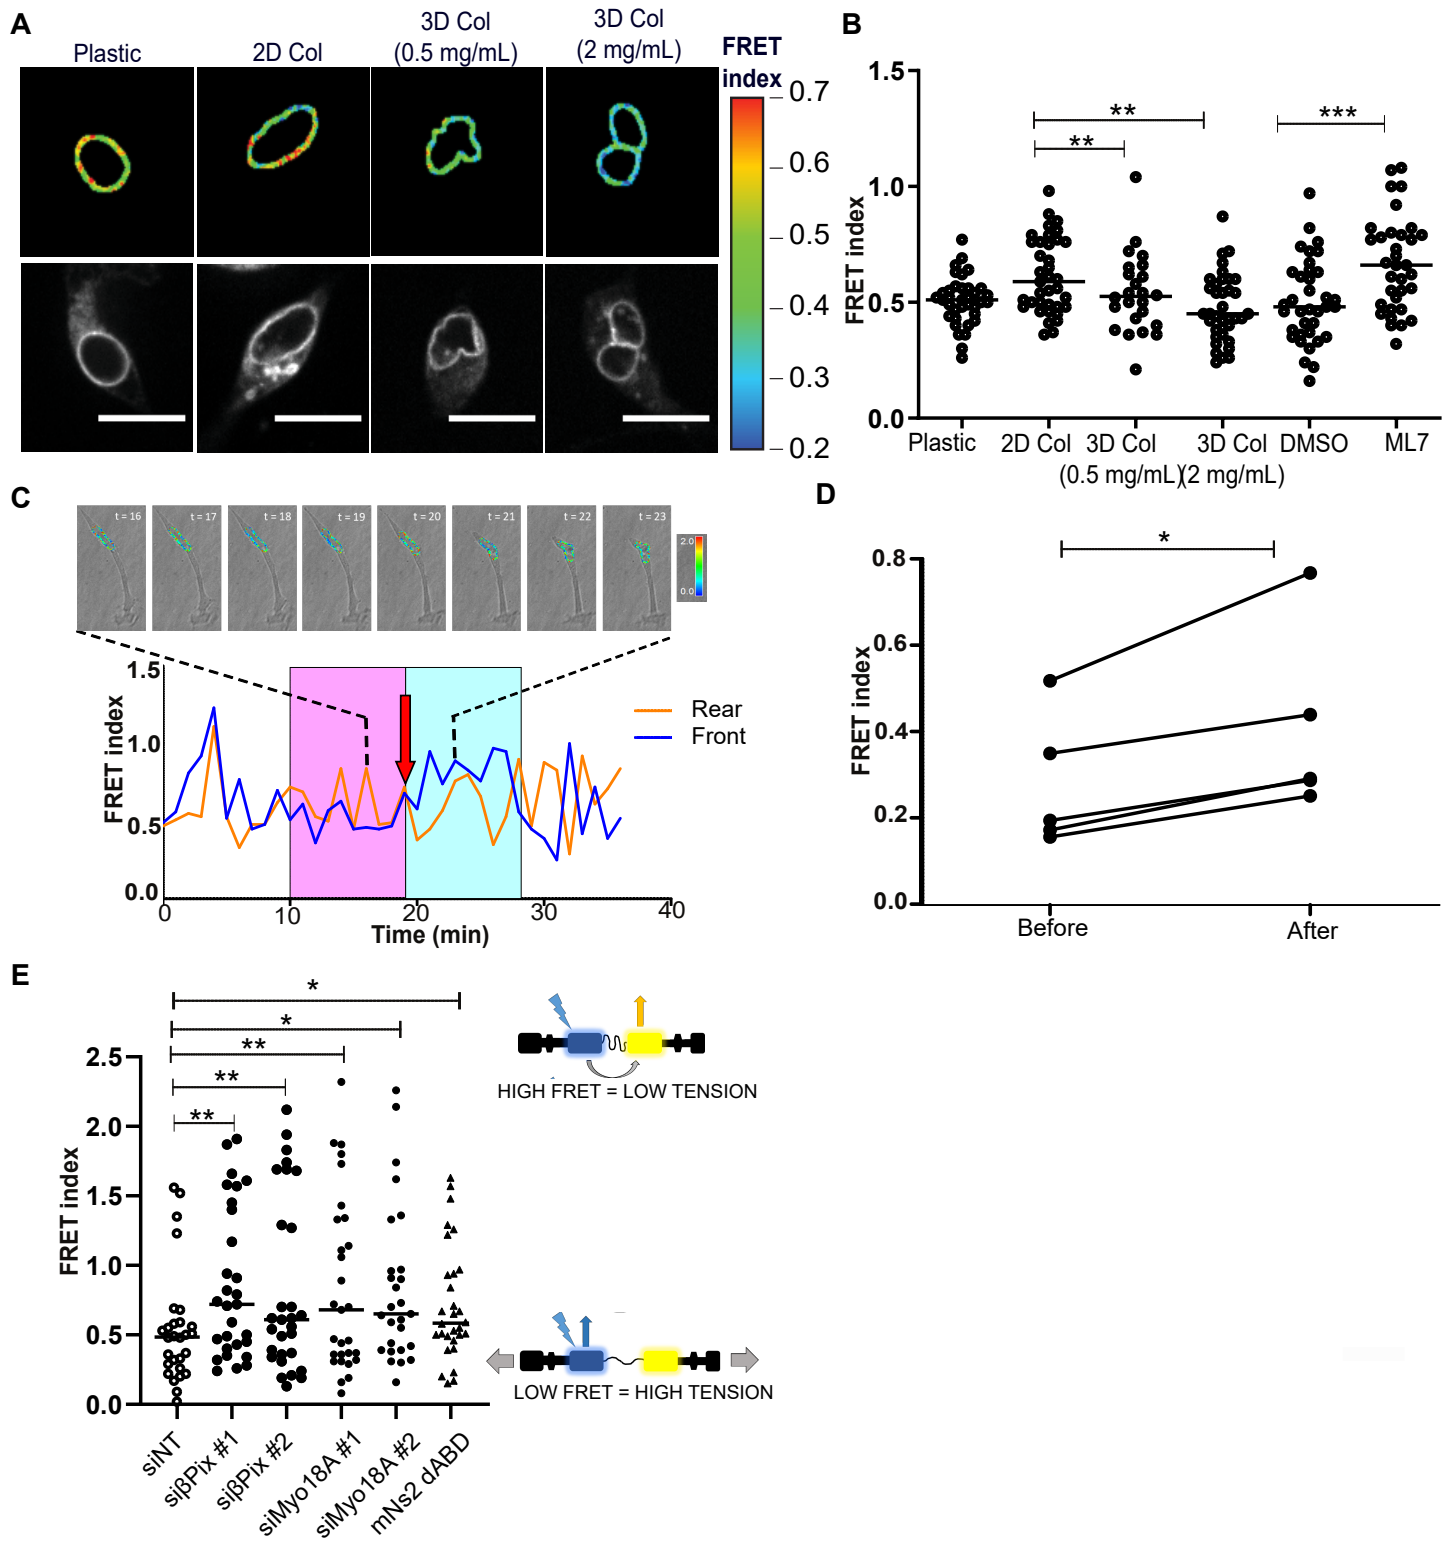 A
Plastic
2D Col
3D Col
(0.5 mg/mL)
3D Col
(2 mg/mL)
FRET
index
0.7
0.6
0.5
0.4
0.3
0.2
B
1.5
1.0
0.5
0.0
FRET index
**
**
***
Plastic
2D Col
3D Col
(0.5 mg/mL)
3D Col
(2 mg/mL)
DMSO
ML7
C
t = 16
t = 17
t = 18
t = 19
t = 20
t = 21
t = 22
t = 23
2.0
0.0
1.5
1.0
0.5
0.0
FRET index
0
10
20
30
40
Time (min)
Rear
Front
D
*
0.8
0.6
0.4
0.2
0.0
FRET index
Before
After
E
*
*
**
**
**
2.5
2.0
1.5
1.0
0.5
0.0
FRET index
siNT
siβPix #1
siβPix #2
siMyo18A #1
siMyo18A #2
mNs2 dABD
HIGH FRET = LOW TENSION
LOW FRET = HIGH TENSION